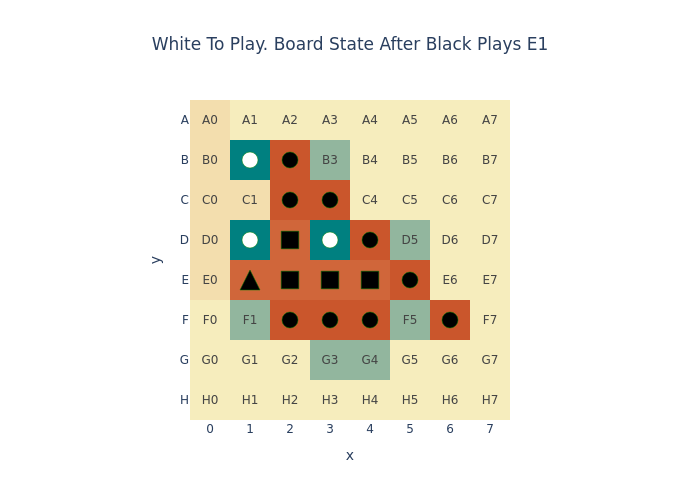 White To Play. Board State After Black Plays E1
A A0 A1 A2 A3 A4 A5 A6 A7
B B0 B3 B4 B5 B6 B7
C C0 C1 C4 C5 C6 C7
D D0 D5 D6 D7
y
E E0 E6 E7
F F0 F1 F5 F7
G G0 G1 G2 G3 G4 G5 G6 G7
H H0 H1 H2 H3 H4 H5 H6 H7
0 1 2 3 4 5 6 7
x